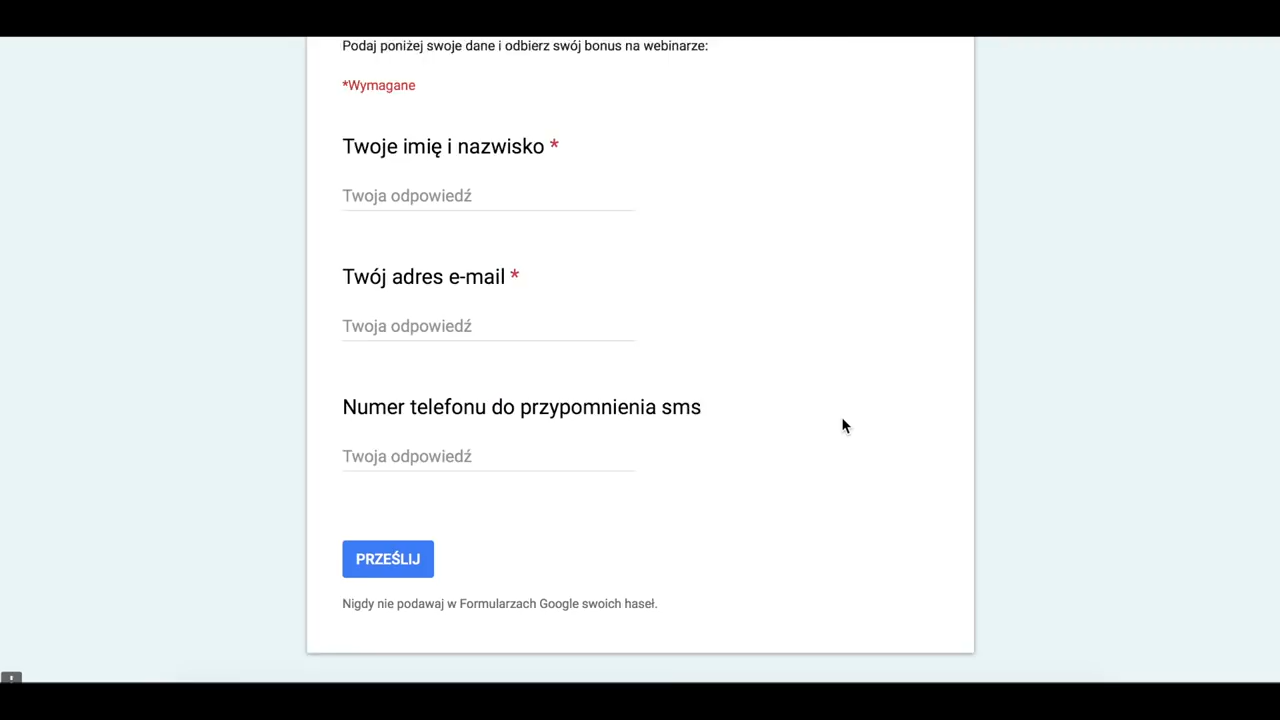 Podaj poniżej swoje dane i odbierz swój bonus na webinarze:
*Wymagane
Twoje imię i nazwisko *
Twoja odpowiedź
Twój adres e-mail *
Twoja odpowiedź
Numer telefonu do przypomnienia sms
Twoja odpowiedź
PRZEŚLIJ
Nigdy nie podawaj w Formularzach Google swoich haseł.